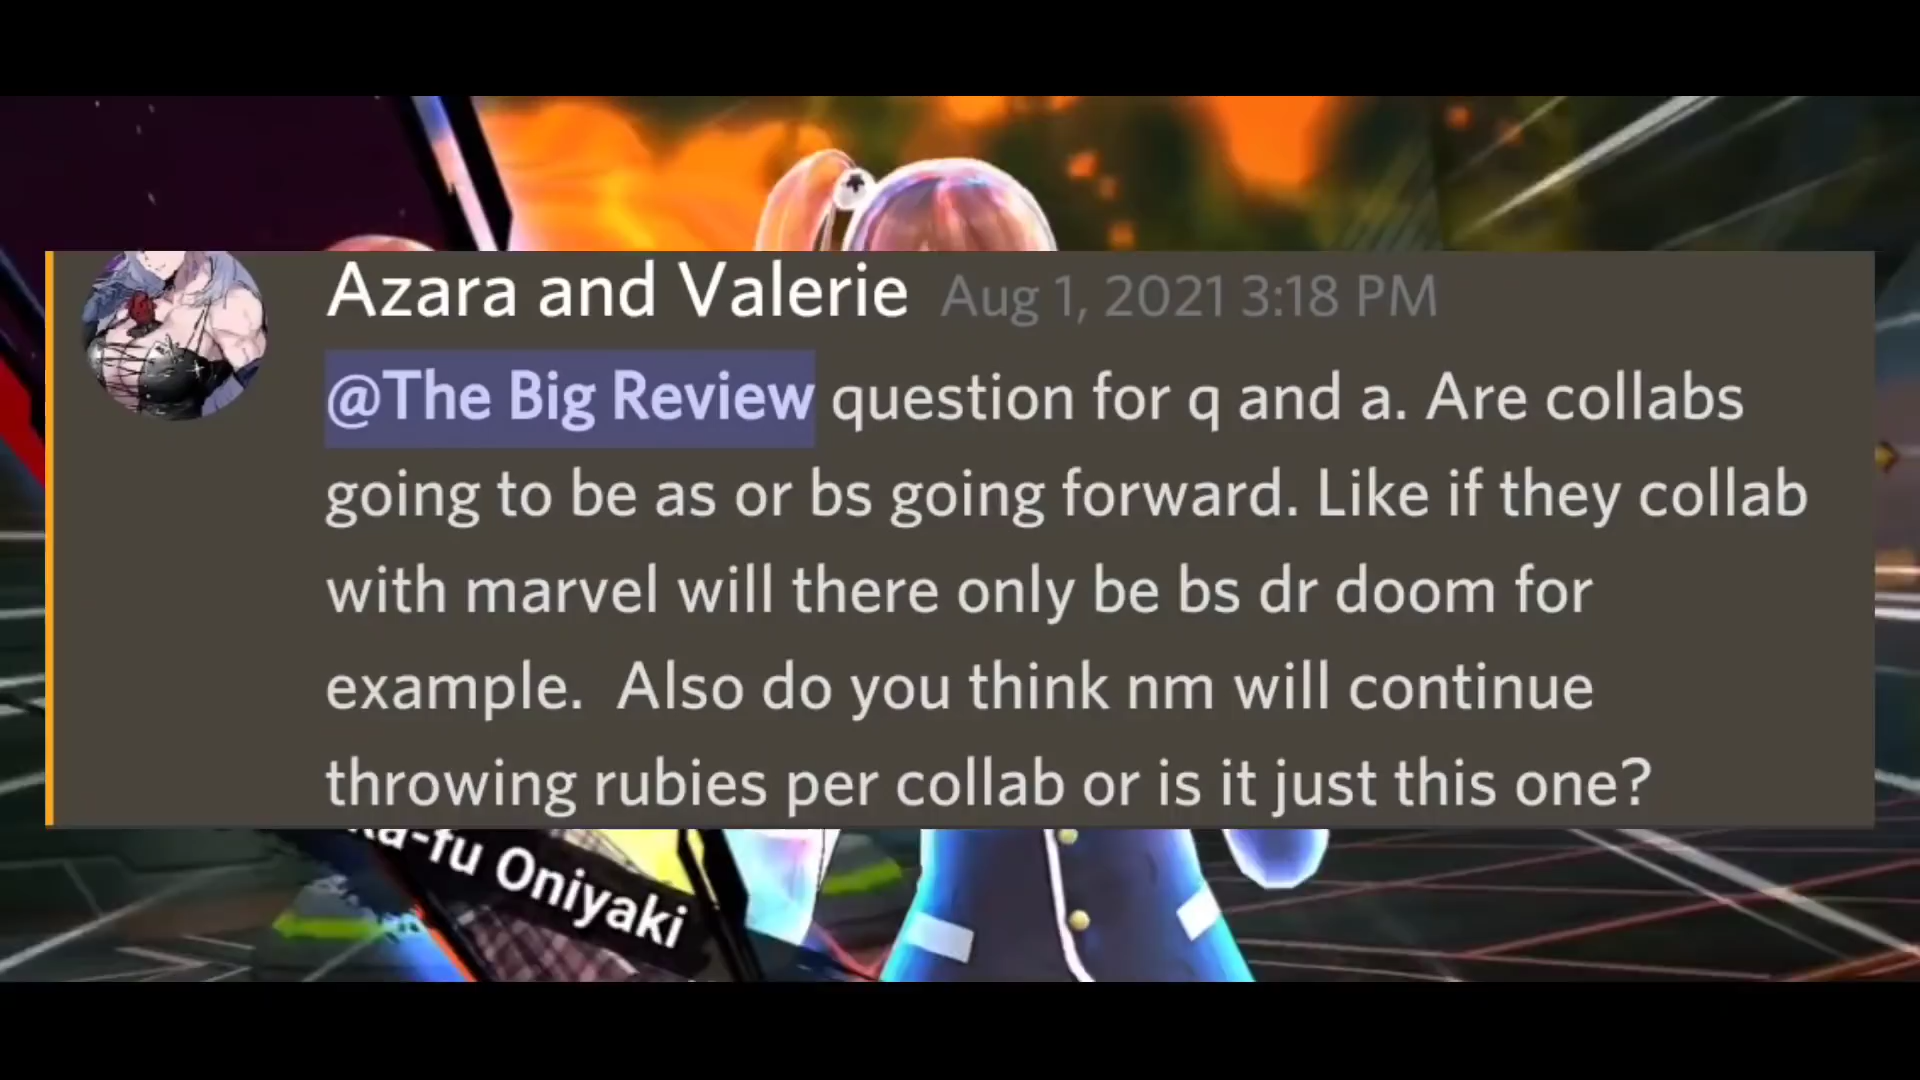 Azara and Valerie Aug 1, 2021 3:18 PM
@The Big Review question for q and a. Are collabs
going to be as or bs going forward. Like if they collab
with marvel will there only be bs dr doom for
example. Also do you think nm will continue
throwing rubies per collab or is it just this one?
Oniyaki